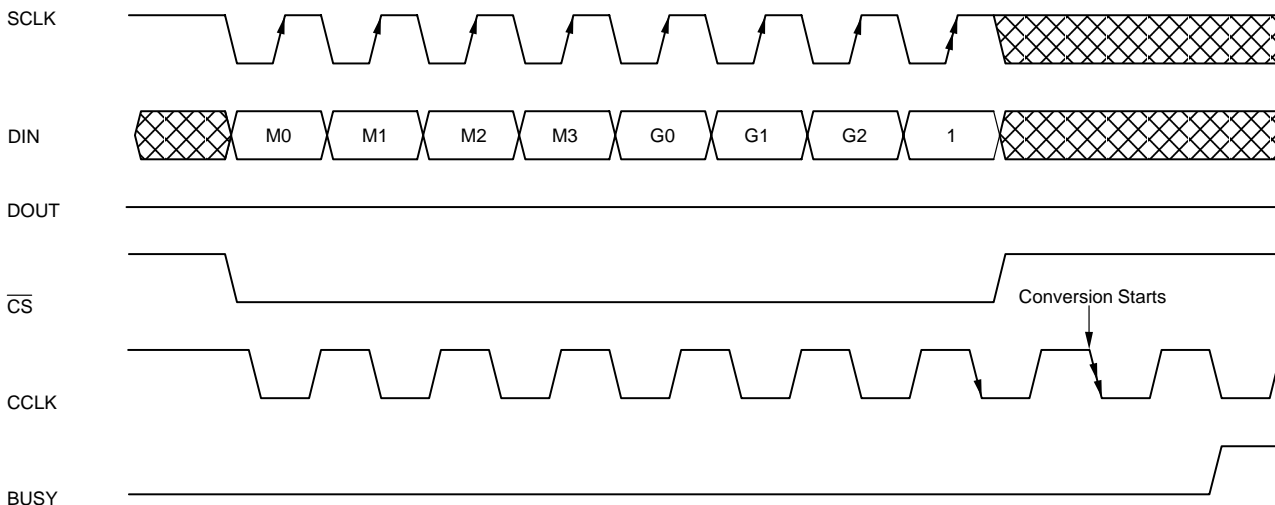 SCLK
DIN
M0 M1 M2 M3 G0 G1 G2 1
DOUT
CS
Conversion Starts
CCLK
BUSY